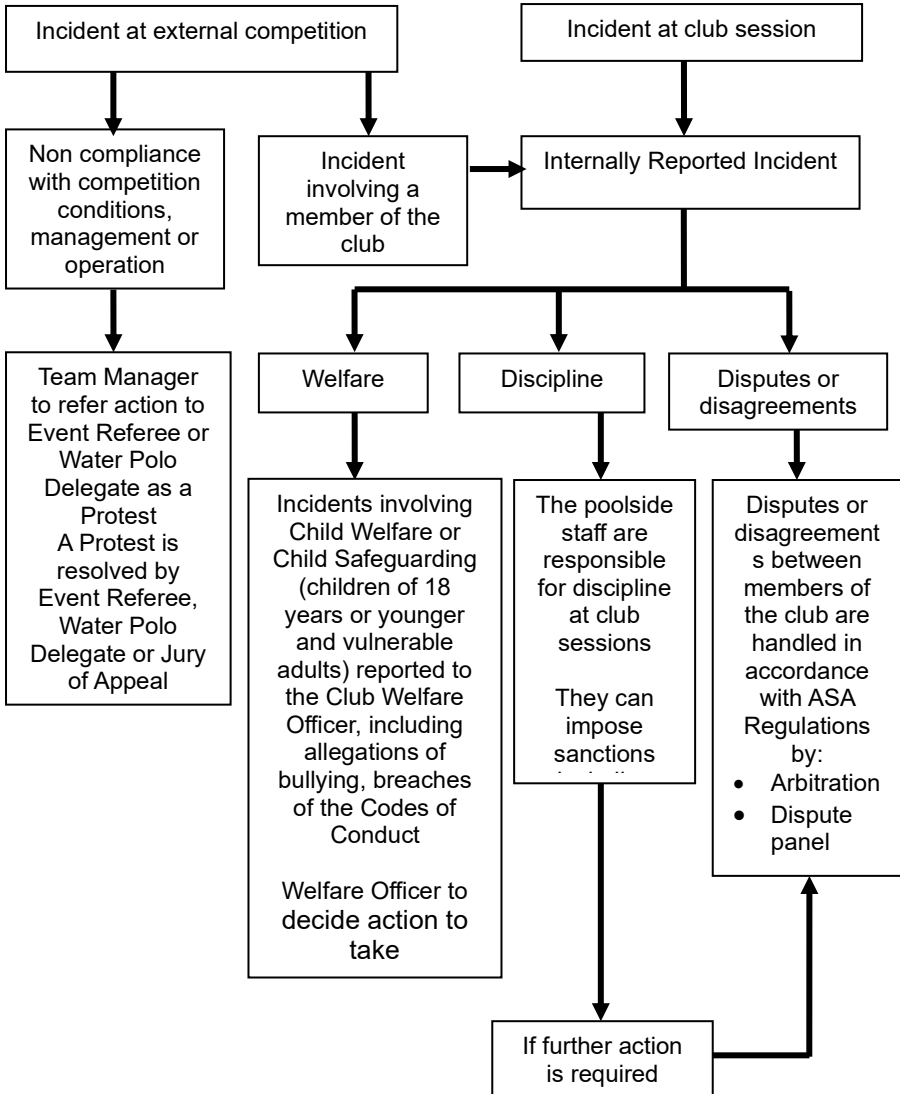 Incident at external competition
Incident at club session
Non compliance
with competition
conditions,
management or
operation
Incident
involving a
member of the
club
Internally Reported Incident
Team Manager
to refer action to
Event Referee or
Water Polo
Delegate as a
Protest
A Protest is
resolved by
Event Referee,
Water Polo
Delegate or Jury
of Appeal
Welfare
Discipline
Disputes or
disagreements
Incidents involving
Child Welfare or
Child Safeguarding
(children of 18
years or younger
and vulnerable
adults) reported to
the Club Welfare
Officer, including
allegations of
bullying, breaches
of the Codes of
Conduct
Welfare Officer to
decide action to
take
The poolside
staff are
responsible
for discipline
at club
sessions
They can
impose
sanctions
Disputes or
disagreement
s between
members of
the club are
handled in
accordance
with ASA
Regulations
by:
• Arbitration
• Dispute
panel
If further action
is required